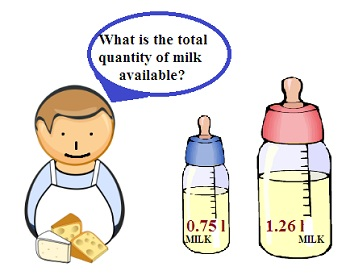 What is the total
quantity of milk
available?
0.75 l
MILK
1.26 l
MILK